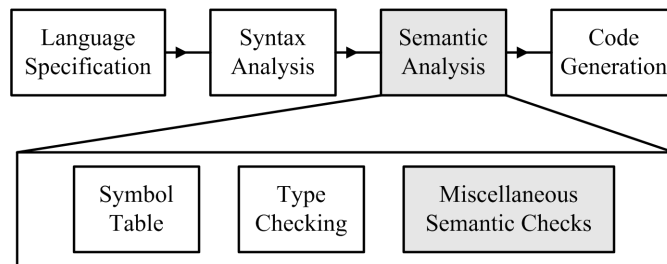 Language
Specification
Syntax
Analysis
Semantic
Analysis
Code
Generation
Symbol
Table
Type
Checking
Miscellaneous
Semantic Checks